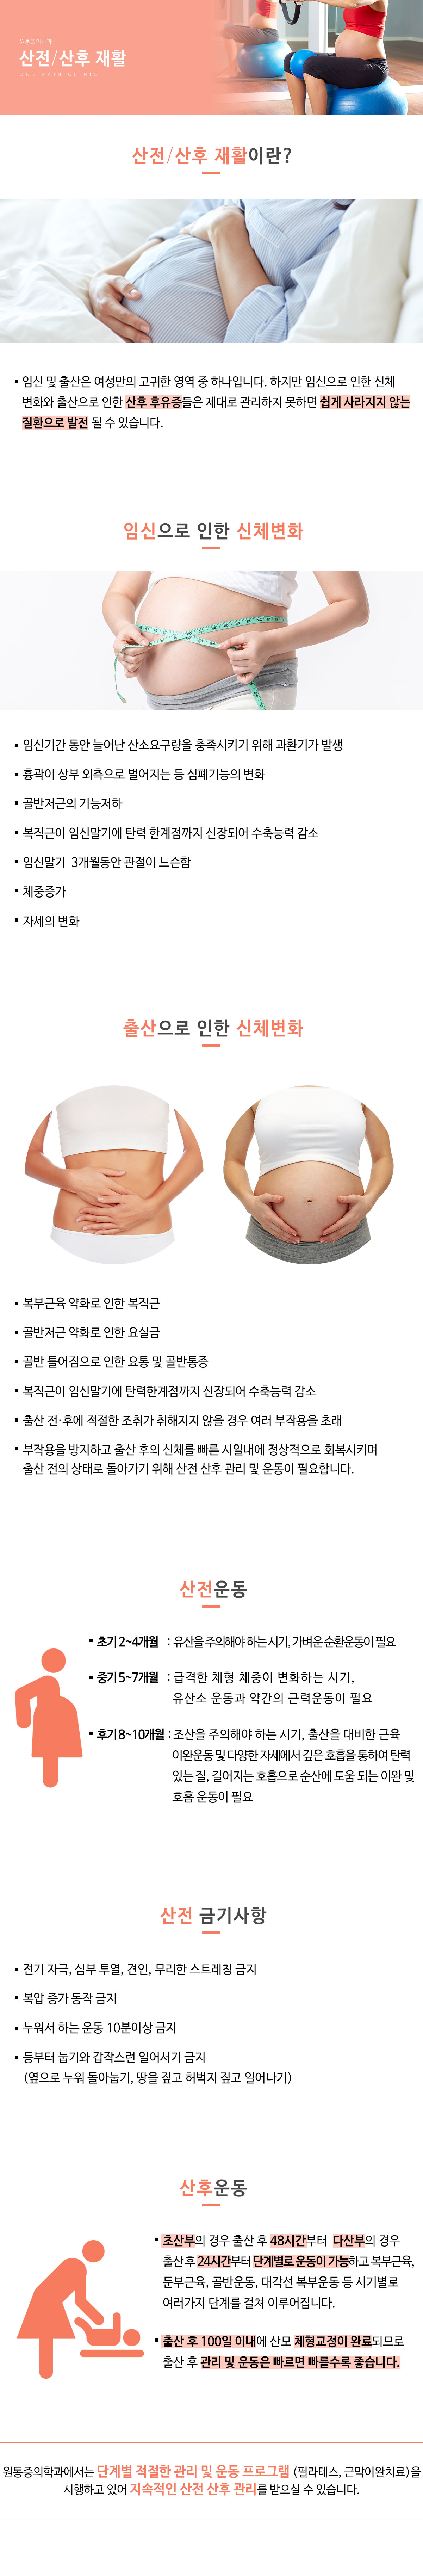 원통증의학과
산전/산후 재활
ONE PAIN CLINIC
산전/산후 재활이란?
▪ 임신 및 출산은 여성만의 고귀한 영역 중 하나입니다. 하지만 임신으로 인한 신체
변화와 출산으로 인한 산후 후유증들은 제대로 관리하지 못하면 쉽게 사라지지 않는
질환으로 발전 될 수 있습니다.
임신으로 인한 신체변화
▪ 임신기간 동안 늘어난 산소요구량을 충족시키기 위해 과환기가 발생
▪ 흉곽이 상부 외측으로 벌어지는 등 심폐기능의 변화
▪ 골반저근의 기능저하
▪ 복직근이 임신말기에 탄력 한계점까지 신장되어 수축능력 감소
▪ 임신말기 3개월동안 관절이 느슨함
▪ 체중증가
▪ 자세의 변화
출산으로 인한 신체변화
▪ 복부근육 약화로 인한 복직근
▪ 골반저근 약화로 인한 요실금
▪ 골반 틀어짐으로 인한 요통 및 골반통증
▪ 복직근이 임신말기에 탄력한계점까지 신장되어 수축능력 감소
▪ 출산 전·후에 적절한 조취가 취해지지 않을 경우 여러 부작용을 초래
▪ 부작용을 방지하고 출산 후의 신체를 빠른 시일내에 정상적으로 회복시키며
출산 전의 상태로 돌아가기 위해 산전 산후 관리 및 운동이 필요합니다.
산전운동
▪ 초기 2~4개월 : 유산을 주의해야 하는 시기, 가벼운 순환운동이 필요
▪ 중기 5~7개월 : 급격한 체형 체중이 변화하는 시기,
유산소 운동과 약간의 근력운동이 필요
▪ 후기 8~10개월 : 조산을 주의해야 하는 시기, 출산을 대비한 근육
이완운동 및 다양한 자세에서 깊은 호흡을 통하여 탄력
있는 질, 길어지는 호흡으로 순산에 도움 되는 이완 및
호흡 운동이 필요
산전 금기사항
▪ 전기 자극, 심부 투열, 견인, 무리한 스트레칭 금지
▪ 복압 증가 동작 금지
▪ 누워서 하는 운동 10분이상 금지
▪ 등부터 눕기와 갑작스런 일어서기 금지
(옆으로 누워 돌아눕기, 땅을 짚고 허벅지 짚고 일어나기)
산후운동
▪ 초산부의 경우 출산 후 48시간부터 다산부의 경우
출산 후 24시간부터 단계별로 운동이 가능하고 복부근육,
둔부근육, 골반운동, 대각선 복부운동 등 시기별로
여러가지 단계를 걸쳐 이루어집니다.
▪ 출산 후 100일 이내에 산모 체형교정이 완료되므로
출산 후 관리 및 운동은 빠르면 빠를수록 좋습니다.
원통증의학과에서는 단계별 적절한 관리 및 운동 프로그램 (필라테스, 근막이완치료)을
시행하고 있어 지속적인 산전 산후 관리를 받으실 수 있습니다.